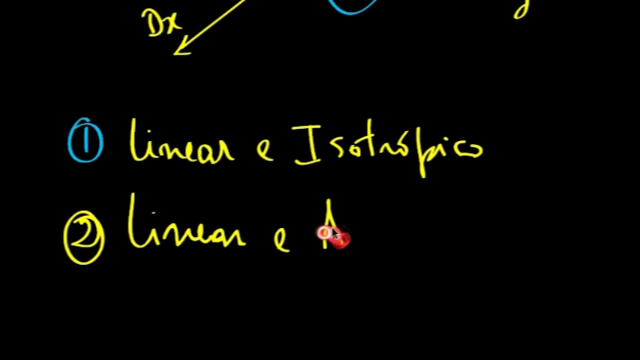 Dx
① linear e Isotrópico
② linear e